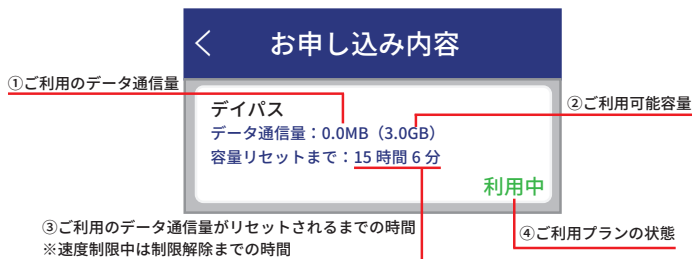 お申し込み内容
①ご利用のデータ通信量
②ご利用可能容量
デイパス
データ通信量：0.0MB（3.0GB）
容量リセットまで：15 時間 6 分
利用中
③ご利用のデータ通信量がリセットされるまでの時間
※速度制限中は制限解除までの時間
④ご利用プランの状態